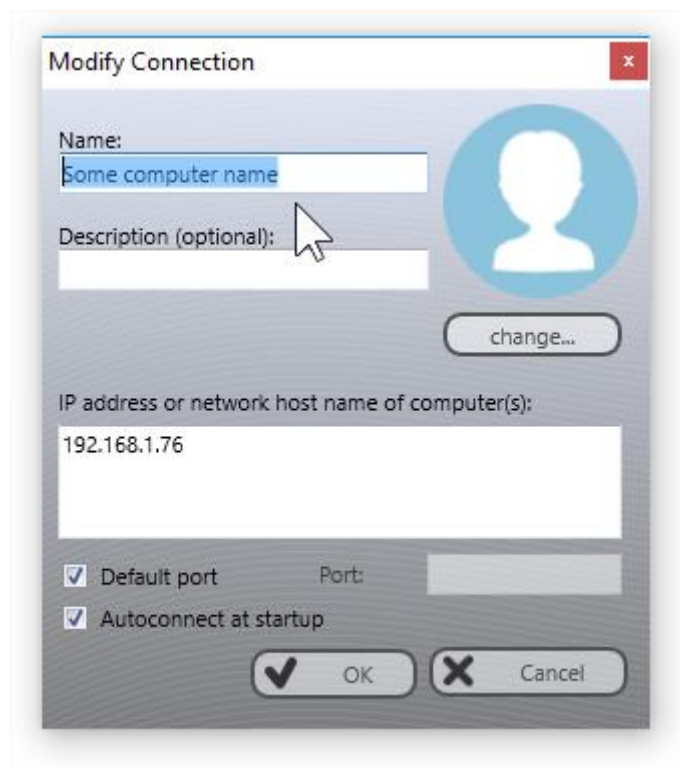 Modify Connection
x
Name:
Some computer name
Description (optional):
change...
IP address or network host name of computer(s):
192.168.1.76
Default port Port:
Autoconnect at startup
OK Cancel